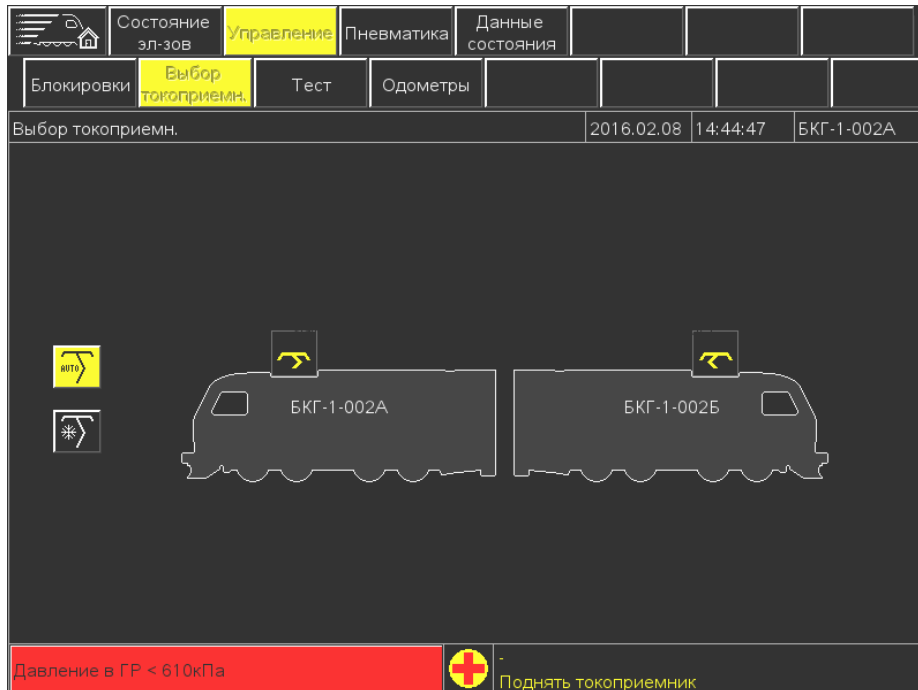 Состояние
эл-зов
Управление
Пневматика
Данные
состояния
Блокировки
Выбор
токоприемн.
Тест
Одометры
Выбор токоприемн.
2016.02.08
14:44:47
БКГ-1-002А
AUTO
БКГ-1-002А
БКГ-1-002Б
Давление в ГР < 610кПа
-
Поднять токоприемник